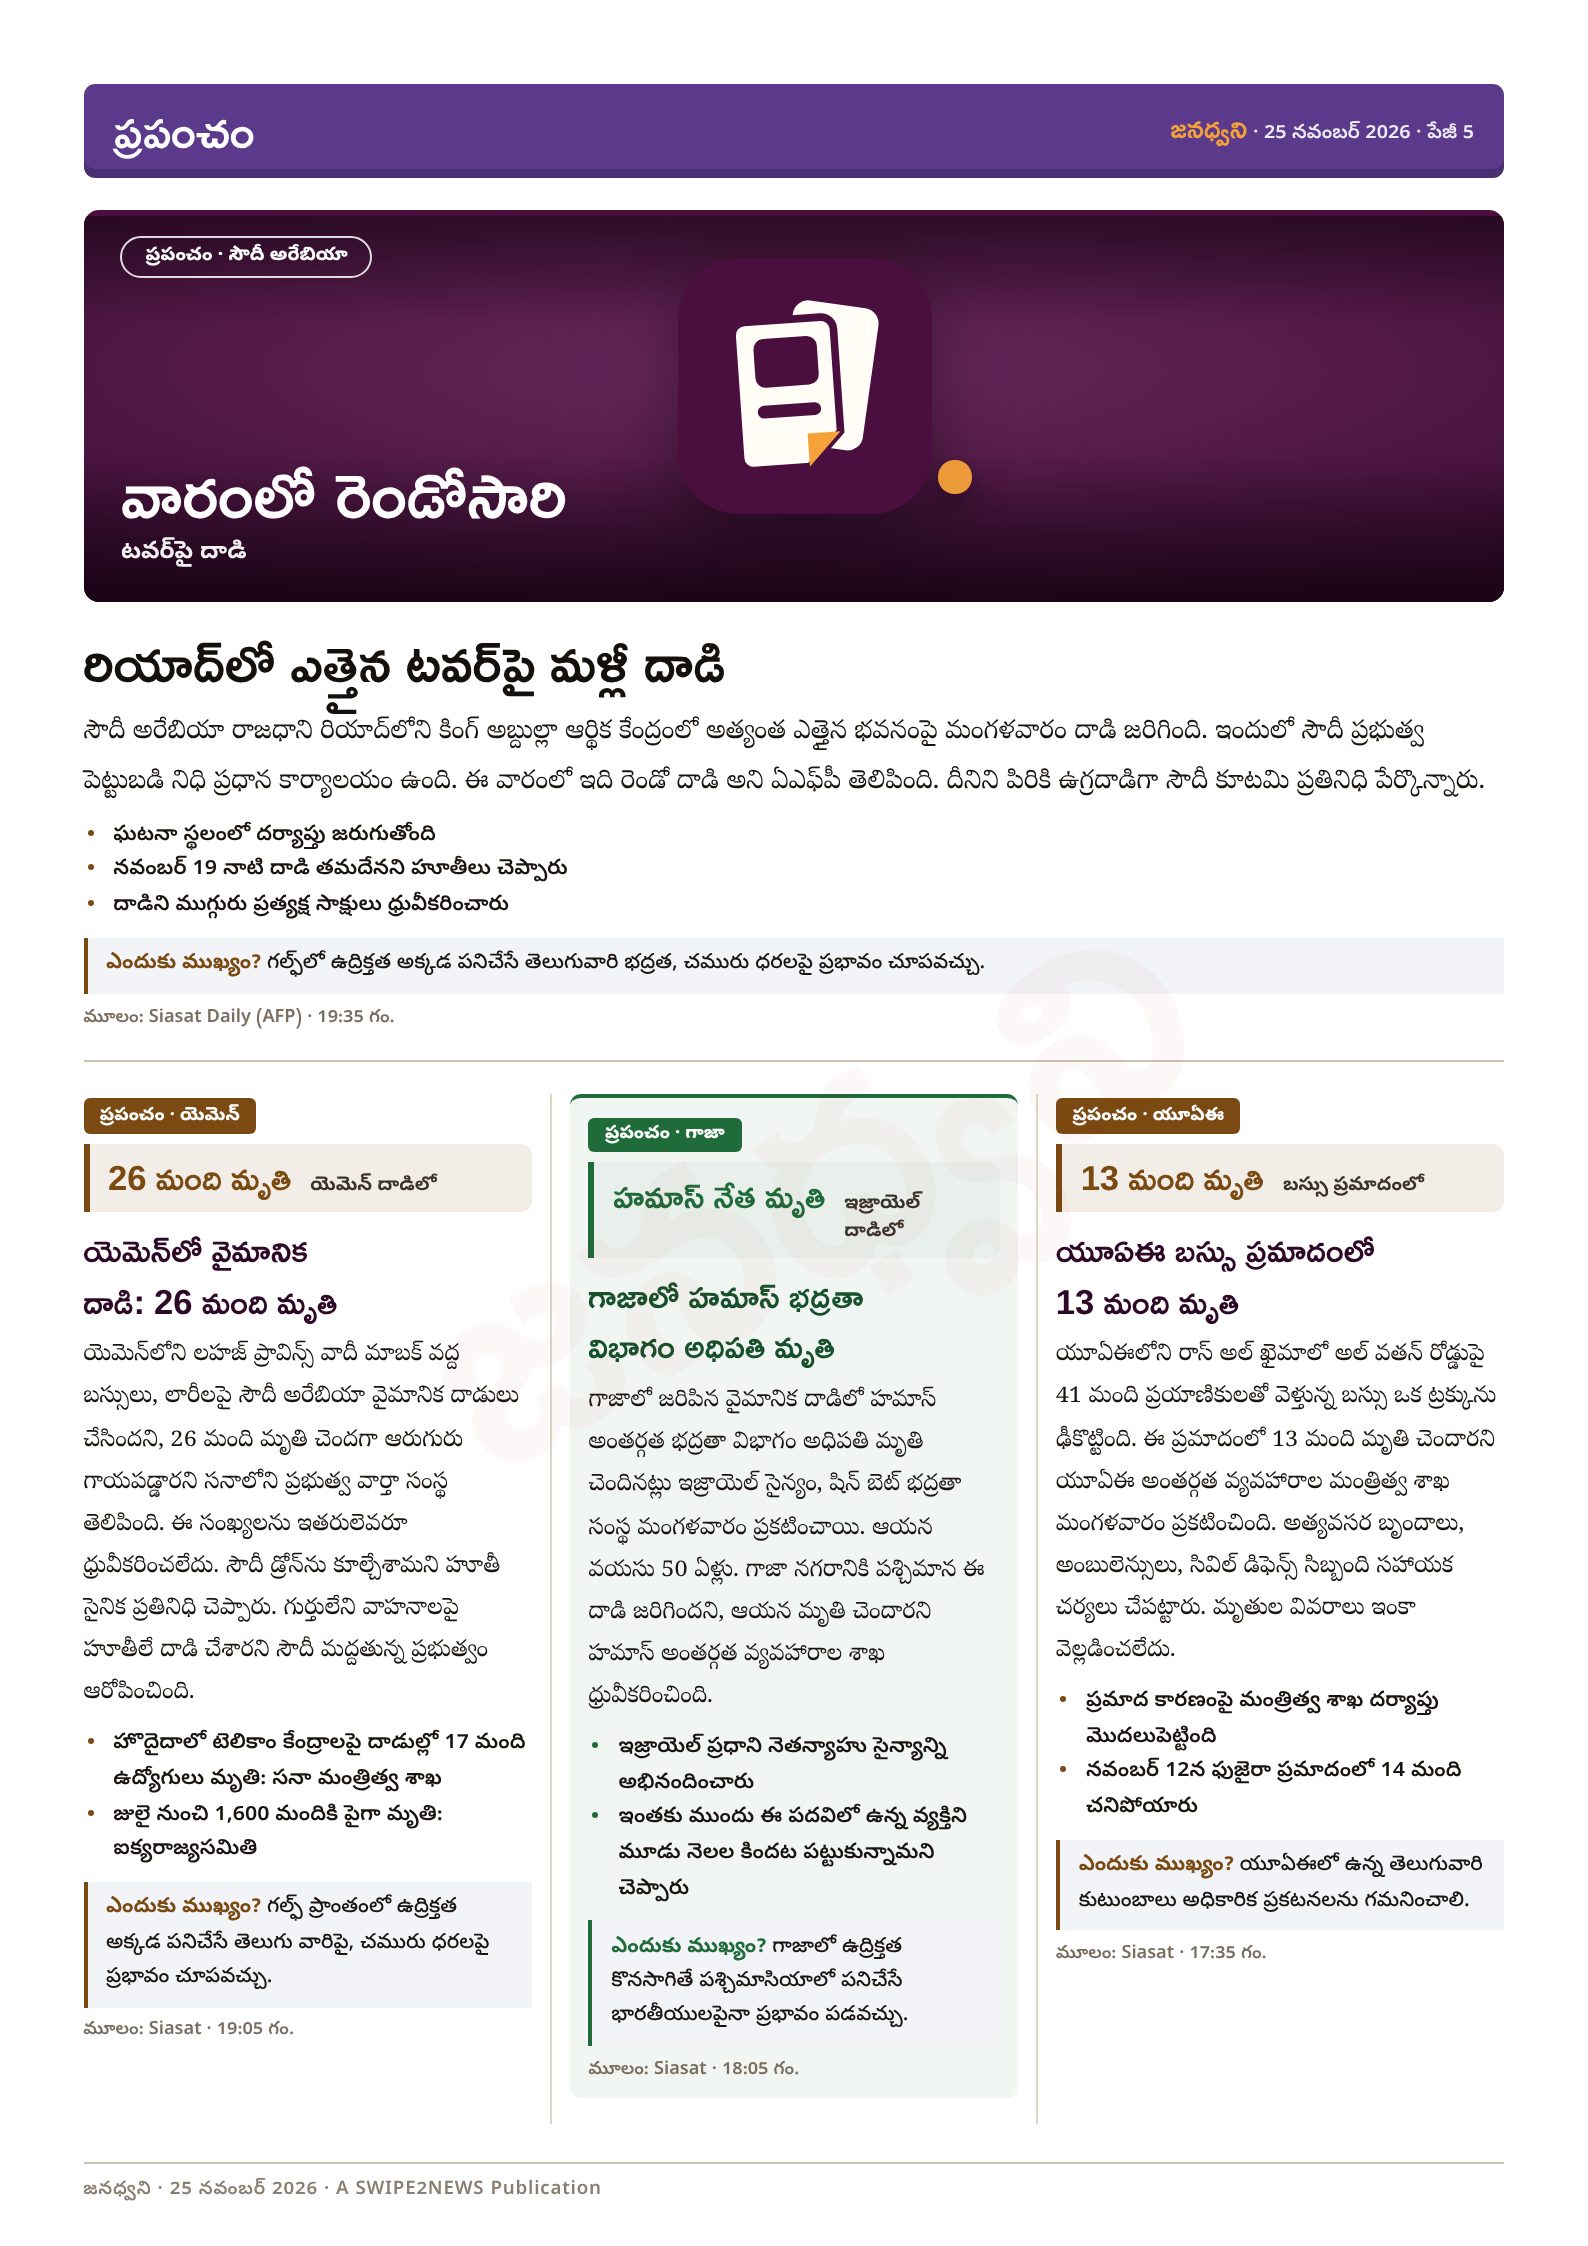 ప్రపంచం
జనధ్వని · 25 నవంబర్ 2026 · పేజీ 5
ప్రపంచం · సౌదీ అరేబియా
వారంలో రెండోసారి
టవర్‌పై దాడి
రియాద్‌లో ఎత్తైన టవర్‌పై మళ్లీ దాడి
సౌదీ అరేబియా రాజధాని రియాద్‌లోని కింగ్ అబ్దుల్లా ఆర్థిక కేంద్రంలో అత్యంత ఎత్తైన భవనంపై మంగళవారం దాడి జరిగింది. ఇందులో సౌదీ ప్రభుత్వ
పెట్టుబడి నిధి ప్రధాన కార్యాలయం ఉంది. ఈ వారంలో ఇది రెండో దాడి అని ఏఎఫ్‌పీ తెలిపింది. దీనిని పిరికి ఉగ్రదాడిగా సౌదీ కూటమి ప్రతినిధి పేర్కొన్నారు.
• ఘటనా స్థలంలో దర్యాప్తు జరుగుతోంది
• నవంబర్ 19 నాటి దాడి తమదేనని హూతీలు చెప్పారు
• దాడిని ముగ్గురు ప్రత్యక్ష సాక్షులు ధ్రువీకరించారు
ఎందుకు ముఖ్యం? గల్ఫ్‌లో ఉద్రిక్తత అక్కడ పనిచేసే తెలుగువారి భద్రత, చమురు ధరలపై ప్రభావం చూపవచ్చు.
మూలం: Siasat Daily (AFP) · 19:35 గం.
ప్రపంచం · యెమెన్
26 మంది మృతి యెమెన్ దాడిలో
యెమెన్‌లో వైమానిక
దాడి: 26 మంది మృతి
యెమెన్‌లోని లహజ్ ప్రావిన్స్ వాదీ మాబక్ వద్ద
బస్సులు, లారీలపై సౌదీ అరేబియా వైమానిక దాడులు
చేసిందని, 26 మంది మృతి చెందగా ఆరుగురు
గాయపడ్డారని సనాలోని ప్రభుత్వ వార్తా సంస్థ
తెలిపింది. ఈ సంఖ్యలను ఇతరులెవరూ
ధ్రువీకరించలేదు. సౌదీ డ్రోన్‌ను కూల్చేశామని హూతీ
సైనిక ప్రతినిధి చెప్పారు. గుర్తులేని వాహనాలపై
హూతీలే దాడి చేశారని సౌదీ మద్దతున్న ప్రభుత్వం
ఆరోపించింది.
• హొదైదాలో టెలికాం కేంద్రాలపై దాడుల్లో 17 మంది
ఉద్యోగులు మృతి: సనా మంత్రిత్వ శాఖ
• జులై నుంచి 1,600 మందికి పైగా మృతి:
ఐక్యరాజ్యసమితి
ఎందుకు ముఖ్యం? గల్ఫ్ ప్రాంతంలో ఉద్రిక్తత
అక్కడ పనిచేసే తెలుగు వారిపై, చమురు ధరలపై
ప్రభావం చూపవచ్చు.
మూలం: Siasat · 19:05 గం.
ప్రపంచం · గాజా
హమాస్ నేత మృతి ఇజ్రాయెల్
దాడిలో
గాజాలో హమాస్ భద్రతా
విభాగం అధిపతి మృతి
గాజాలో జరిపిన వైమానిక దాడిలో హమాస్
అంతర్గత భద్రతా విభాగం అధిపతి మృతి
చెందినట్లు ఇజ్రాయెల్ సైన్యం, షిన్ బెట్ భద్రతా
సంస్థ మంగళవారం ప్రకటించాయి. ఆయన
వయసు 50 ఏళ్లు. గాజా నగరానికి పశ్చిమాన ఈ
దాడి జరిగిందని, ఆయన మృతి చెందారని
హమాస్ అంతర్గత వ్యవహారాల శాఖ
ధ్రువీకరించింది.
• ఇజ్రాయెల్ ప్రధాని నెతన్యాహు సైన్యాన్ని
అభినందించారు
• ఇంతకు ముందు ఈ పదవిలో ఉన్న వ్యక్తిని
మూడు నెలల కిందట పట్టుకున్నామని
చెప్పారు
ఎందుకు ముఖ్యం? గాజాలో ఉద్రిక్తత
కొనసాగితే పశ్చిమాసియాలో పనిచేసే
భారతీయులపైనా ప్రభావం పడవచ్చు.
మూలం: Siasat · 18:05 గం.
ప్రపంచం · యూఏఈ
13 మంది మృతి బస్సు ప్రమాదంలో
యూఏఈ బస్సు ప్రమాదంలో
13 మంది మృతి
యూఏఈలోని రాస్ అల్ ఖైమాలో అల్ వతన్ రోడ్డుపై
41 మంది ప్రయాణికులతో వెళ్తున్న బస్సు ఒక ట్రక్కును
ఢీకొట్టింది. ఈ ప్రమాదంలో 13 మంది మృతి చెందారని
యూఏఈ అంతర్గత వ్యవహారాల మంత్రిత్వ శాఖ
మంగళవారం ప్రకటించింది. అత్యవసర బృందాలు,
అంబులెన్సులు, సివిల్ డిఫెన్స్ సిబ్బంది సహాయక
చర్యలు చేపట్టారు. మృతుల వివరాలు ఇంకా
వెల్లడించలేదు.
• ప్రమాద కారణంపై మంత్రిత్వ శాఖ దర్యాప్తు
మొదలుపెట్టింది
• నవంబర్ 12న ఫుజైరా ప్రమాదంలో 14 మంది
చనిపోయారు
ఎందుకు ముఖ్యం? యూఏఈలో ఉన్న తెలుగువారి
కుటుంబాలు అధికారిక ప్రకటనలను గమనించాలి.
మూలం: Siasat · 17:35 గం.
జనధ్వని
జనధ్వని · 25 నవంబర్ 2026 · A SWIPE2NEWS Publication